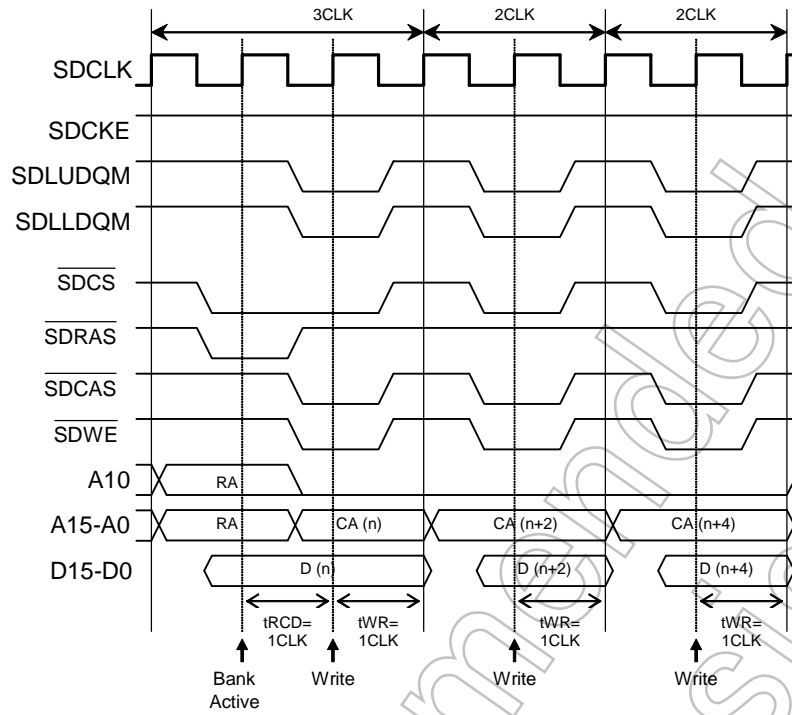 3CLK 2CLK 2CLK
SDCLK
SDCKE
SDLUDQM
SDLLDQM
SDCS
SDRAS
SDCAS
SDWE
A10 RA
A15-A0 RA CA (n) CA (n+2) CA (n+4)
D15-D0 D (n) D (n+2) D (n+4)
tRCD= tWR= tWR= tWR=
1CLK 1CLK 1CLK 1CLK
Bank Write Write Write
Active